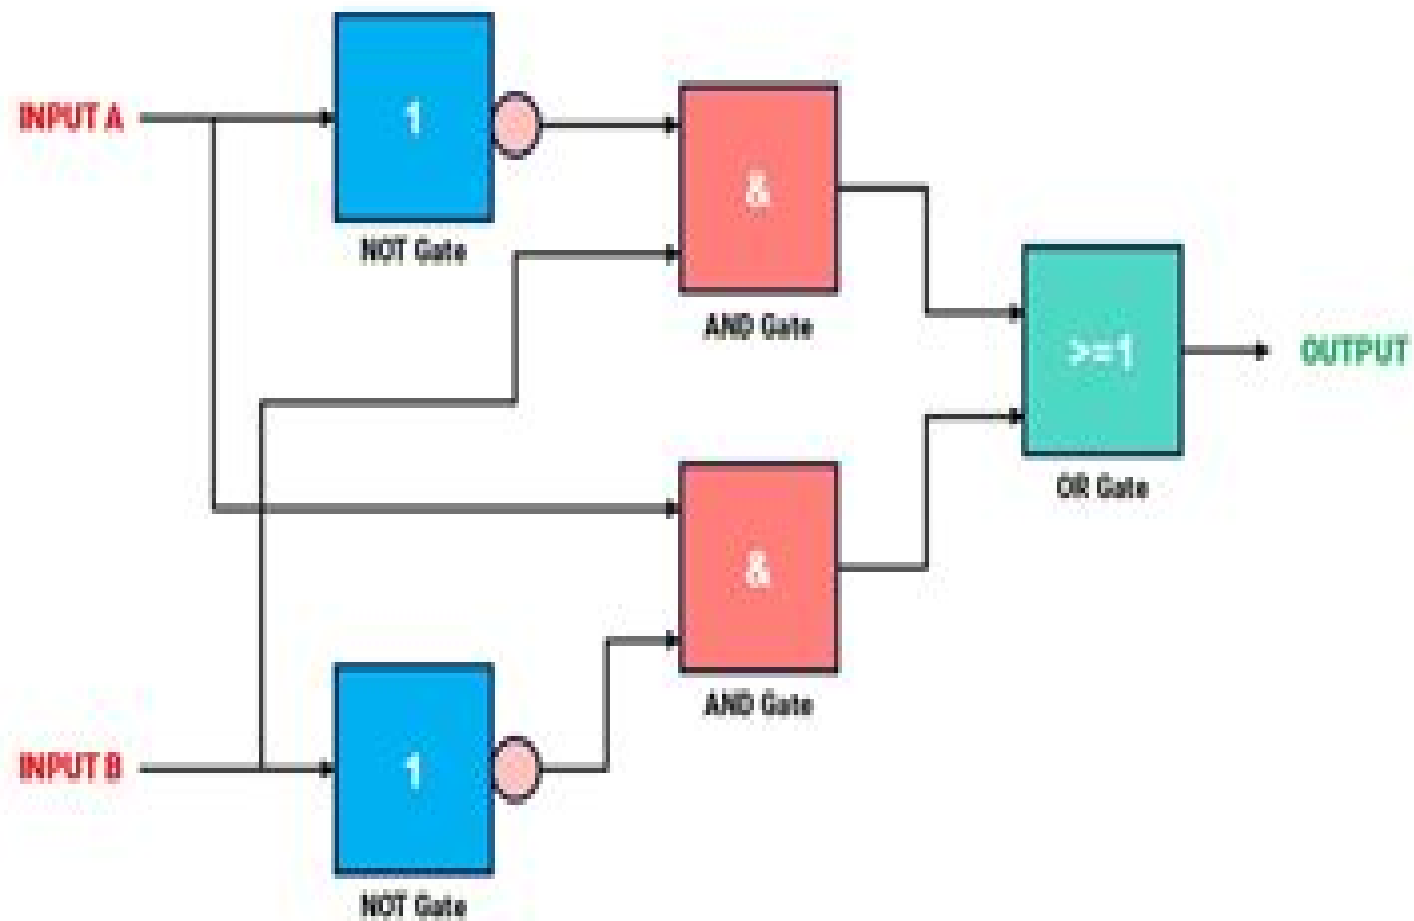 INPUT A
1
NOT Gate
&
AND Gate
>=1
OUTPUT
OR Gate
&
AND Gate
INPUT B
1
NOT Gate